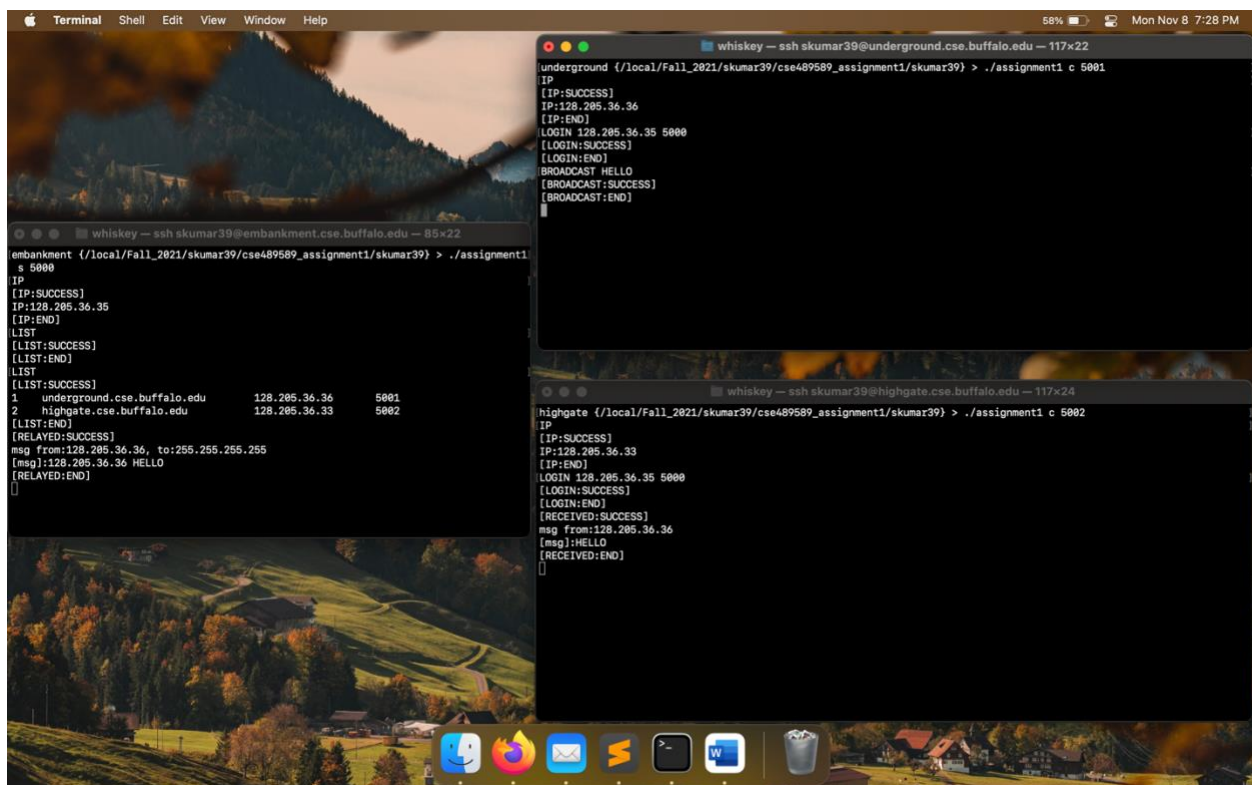 Terminal Shell Edit View Window Help 58% Mon Nov 8 7:28 PM
whiskey — ssh skumar39@underground.cse.buffalo.edu — 117×22
underground {/local/Fall_2021/skumar39/cse489589_assignment1/skumar39} > ./assignment1 c 5001
IP
[IP:SUCCESS]
IP:128.205.36.36
[IP:END]
LOGIN 128.205.36.35 5000
[LOGIN:SUCCESS]
[LOGIN:END]
BROADCAST HELLO
[BROADCAST:SUCCESS]
[BROADCAST:END]
whiskey — ssh skumar39@embankment.cse.buffalo.edu — 85×22
embankment {/local/Fall_2021/skumar39/cse489589_assignment1/skumar39} > ./assignment1
s 5000
IP
[IP:SUCCESS]
IP:128.205.36.35
[IP:END]
LIST
[LIST:SUCCESS]
[LIST:END]
LIST
[LIST:SUCCESS]
1 underground.cse.buffalo.edu 128.205.36.36 5001
2 highgate.cse.buffalo.edu 128.205.36.33 5002
[LIST:END]
[RELAYED:SUCCESS]
msg from:128.205.36.36, to:255.255.255.255
[msg]:128.205.36.36 HELLO
[RELAYED:END]
whiskey — ssh skumar39@highgate.cse.buffalo.edu — 117×24
highgate {/local/Fall_2021/skumar39/cse489589_assignment1/skumar39} > ./assignment1 c 5002
IP
[IP:SUCCESS]
IP:128.205.36.33
[IP:END]
LOGIN 128.205.36.35 5000
[LOGIN:SUCCESS]
[LOGIN:END]
[RECEIVED:SUCCESS]
msg from:128.205.36.36
[msg]:HELLO
[RECEIVED:END]
W